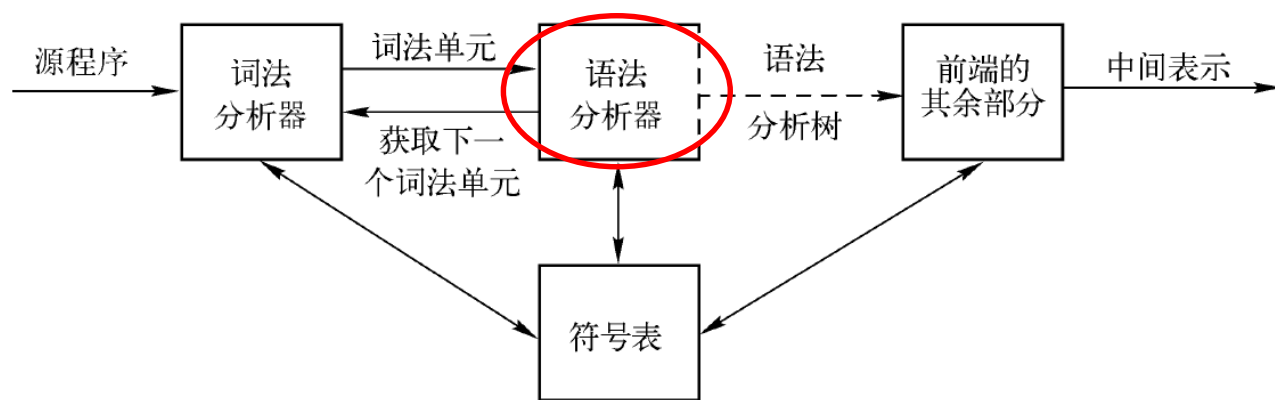 源程序
词法
分析器
词法单元
获取下一
个词法单元
语法
分析器
语法
分析树
前端的
其余部分
中间表示
符号表